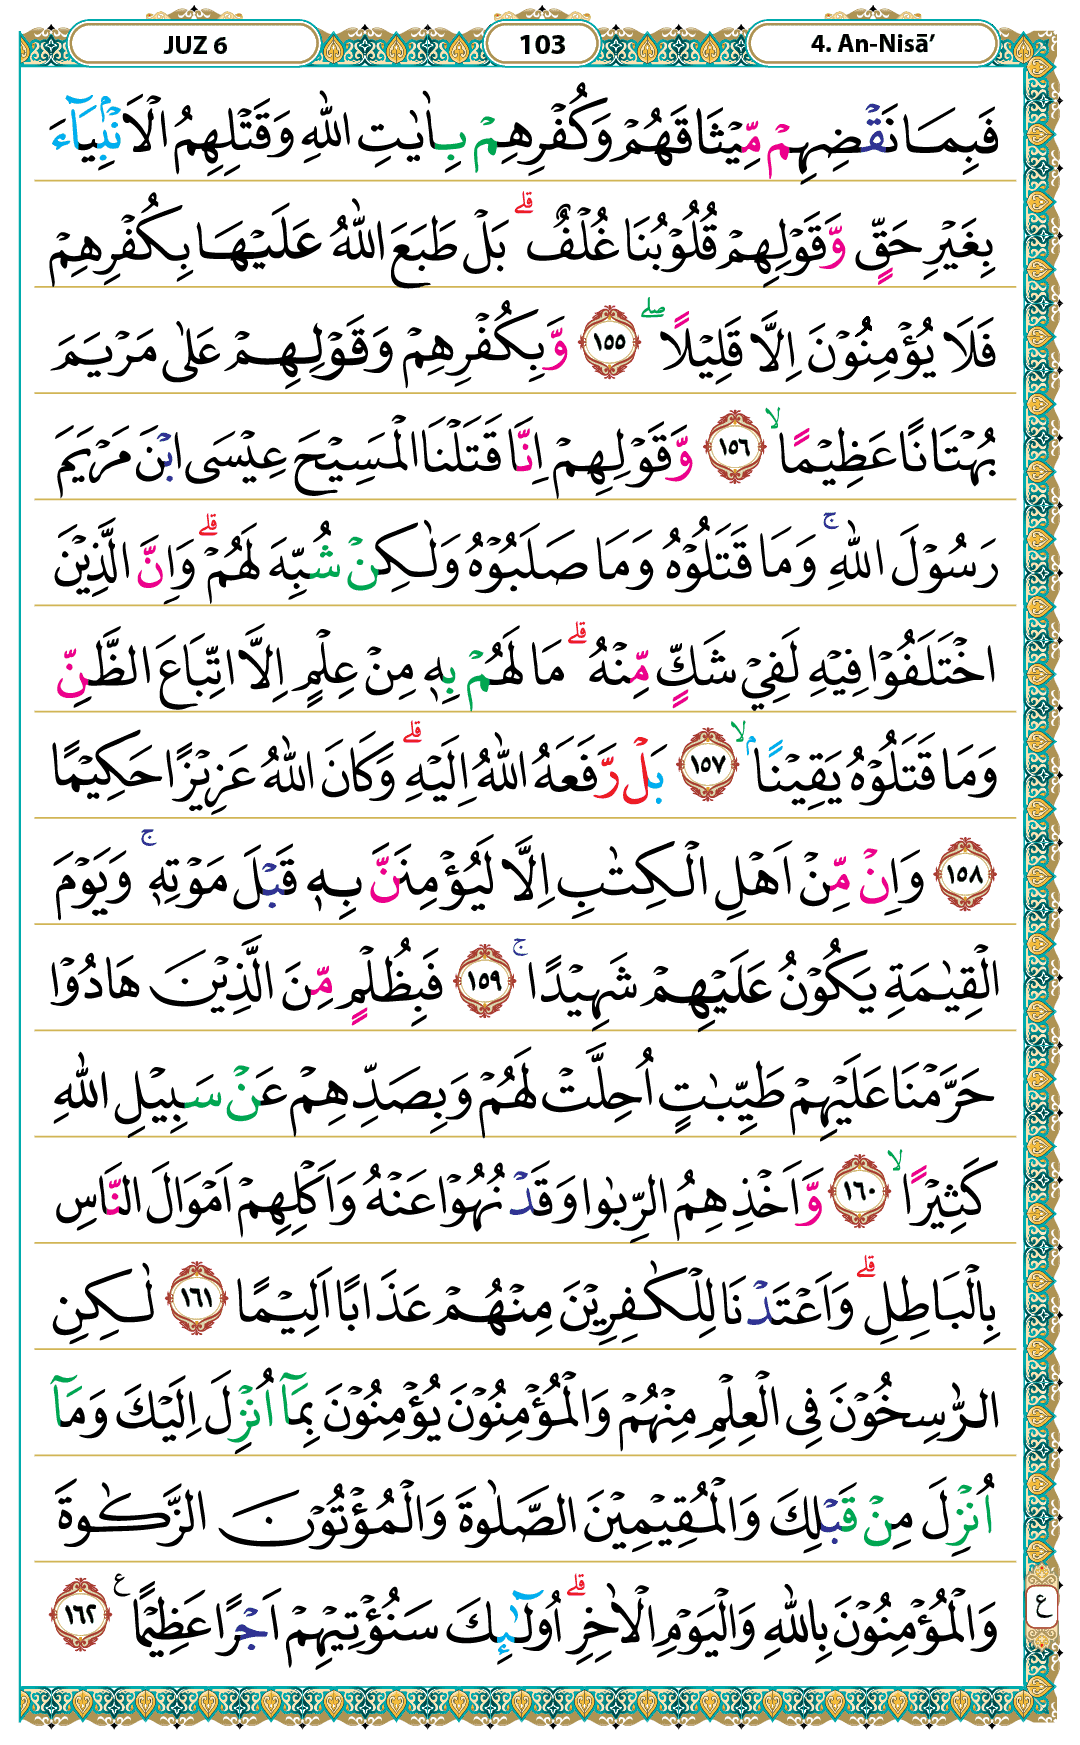 JUZ 6 103 4. An-Nisā’
فَبِمَا نَقْضِهِمْ مِّيْثَاقَهُمْ وَكُفْرِهِمْ بِاٰيٰتِ اللّٰهِ وَقَتْلِهِمُ الْاَنْۢبِيَاۤءَ
بِغَيْرِ حَقٍّ وَّقَوْلِهِمْ قُلُوْبُنَا غُلْفٌ ۗ بَلْ طَبَعَ اللّٰهُ عَلَيْهَا بِكُفْرِهِمْ
فَلَا يُؤْمِنُوْنَ اِلَّا قَلِيْلًاۖ ١٥٥ وَّبِكُفْرِهِمْ وَقَوْلِهِمْ عَلٰى مَرْيَمَ
بُهْتَانًا عَظِيْمًاۙ ١٥٦ وَّقَوْلِهِمْ اِنَّا قَتَلْنَا الْمَسِيْحَ عِيْسَى ابْنَ مَرْيَمَ
رَسُوْلَ اللّٰهِۚ وَمَا قَتَلُوْهُ وَمَا صَلَبُوْهُ وَلٰكِنْ شُبِّهَ لَهُمْۗ وَاِنَّ الَّذِيْنَ
اخْتَلَفُوْا فِيْهِ لَفِيْ شَكٍّ مِّنْهُۗ مَا لَهُمْ بِهٖ مِنْ عِلْمٍ اِلَّا اتِّبَاعَ الظَّنِّ
وَمَا قَتَلُوْهُ يَقِيْنًاۢۙ ١٥٧ بَلْ رَّفَعَهُ اللّٰهُ اِلَيْهِۗ وَكَانَ اللّٰهُ عَزِيْزًا حَكِيْمًا
١٥٨ وَاِنْ مِّنْ اَهْلِ الْكِتٰبِ اِلَّا لَيُؤْمِنَنَّ بِهٖ قَبْلَ مَوْتِهٖۚ وَيَوْمَ
الْقِيٰمَةِ يَكُوْنُ عَلَيْهِمْ شَهِيْدًاۚ ١٥٩ فَبِظُلْمٍ مِّنَ الَّذِيْنَ هَادُوْا
حَرَّمْنَا عَلَيْهِمْ طَيِّبٰتٍ اُحِلَّتْ لَهُمْ وَبِصَدِّهِمْ عَنْ سَبِيْلِ اللّٰهِ
كَثِيْرًاۙ ١٦٠ وَّاَخْذِهِمُ الرِّبٰوا وَقَدْ نُهُوْا عَنْهُ وَاَكْلِهِمْ اَمْوَالَ النَّاسِ
بِالْبَاطِلِۗ وَاَعْتَدْنَا لِلْكٰفِرِيْنَ مِنْهُمْ عَذَابًا اَلِيْمًا ١٦١ لٰكِنِ
الرّٰسِخُوْنَ فِى الْعِلْمِ مِنْهُمْ وَالْمُؤْمِنُوْنَ يُؤْمِنُوْنَ بِمَآ اُنْزِلَ اِلَيْكَ وَمَآ
اُنْزِلَ مِنْ قَبْلِكَ وَالْمُقِيْمِيْنَ الصَّلٰوةَ وَالْمُؤْتُوْنَ الزَّكٰوةَ
وَالْمُؤْمِنُوْنَ بِاللّٰهِ وَالْيَوْمِ الْاٰخِرِۗ اُولٰۤىِٕكَ سَنُؤْتِيْهِمْ اَجْرًا عَظِيْمًا ࣖ ١٦٢
ع